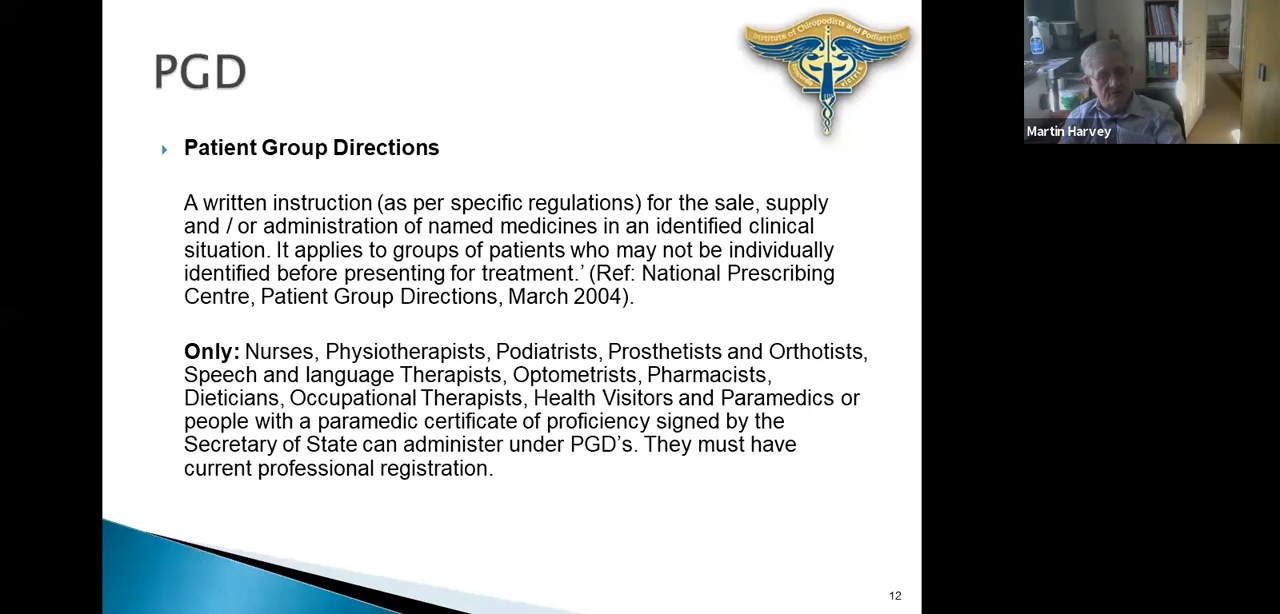 PGD
Institute of Chiropodists and Podiatrists
Patient Group Directions
A written instruction (as per specific regulations) for the sale, supply
and / or administration of named medicines in an identified clinical
situation. It applies to groups of patients who may not be individually
identified before presenting for treatment.’ (Ref: National Prescribing
Centre, Patient Group Directions, March 2004).
Only: Nurses, Physiotherapists, Podiatrists, Prosthetists and Orthotists,
Speech and language Therapists, Optometrists, Pharmacists,
Dieticians, Occupational Therapists, Health Visitors and Paramedics or
people with a paramedic certificate of proficiency signed by the
Secretary of State can administer under PGD’s. They must have
current professional registration.
12
Martin Harvey